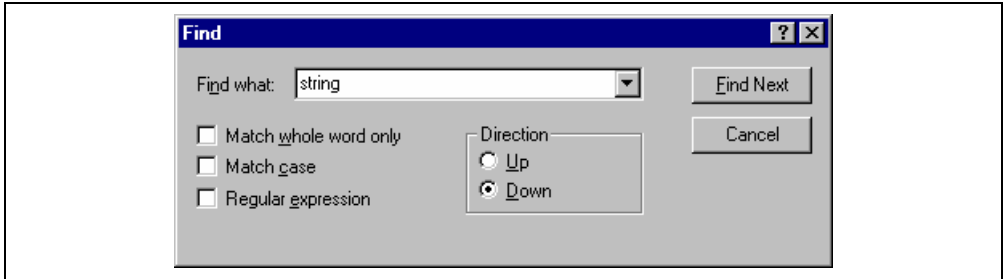 Find
Find what: string
Find Next
Match whole word only
Direction
Cancel
Match case
Up
Regular expression
Down